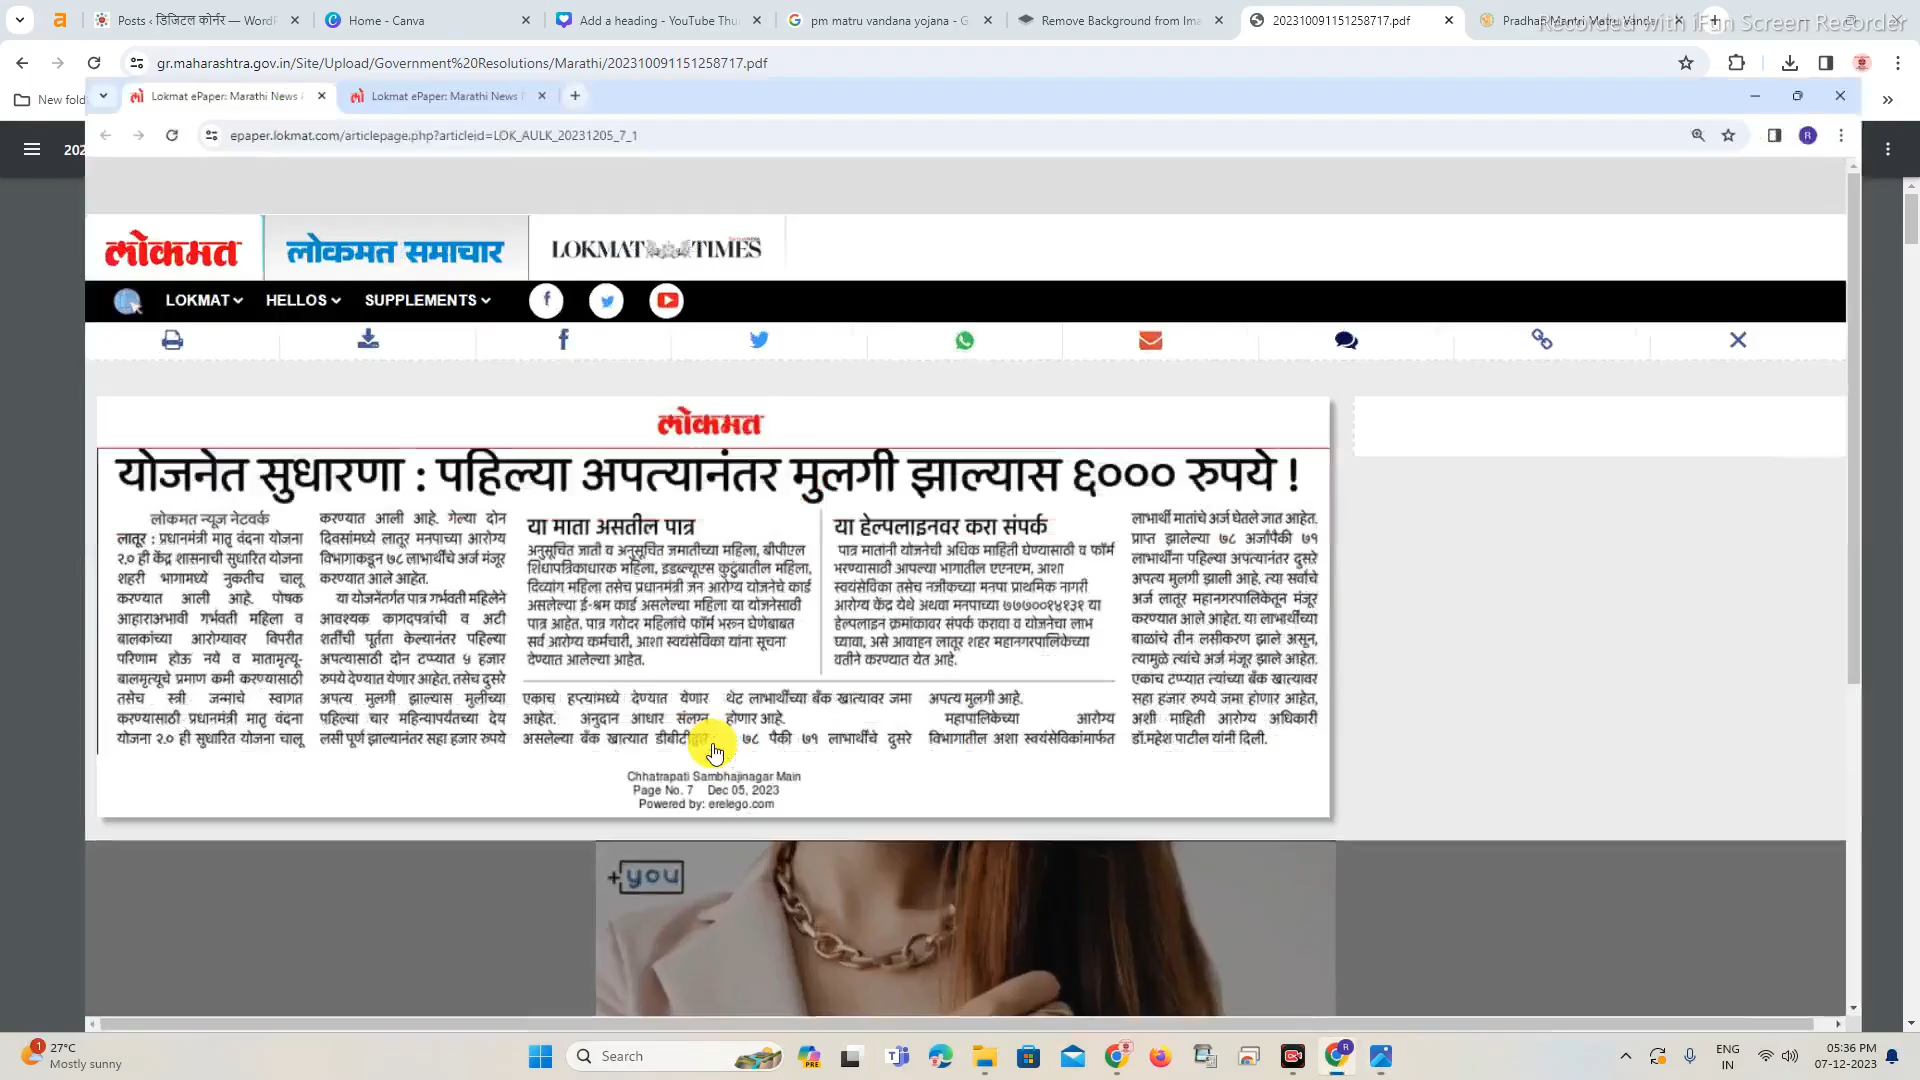 Posts ‹ डिजिटल कॉर्नर — Word
Home - Canva
Add a heading - YouTube Thu
pm matru vandana yojana - G
Remove Background from Ima
202310091151258717.pdf
Pradhan Mantri Matru Vanda
Recorded with iFun Screen Recorder
gr.maharashtra.gov.in/Site/Upload/Government%20Resolutions/Marathi/202310091151258717.pdf
New fold
Lokmat ePaper: Marathi News
Lokmat ePaper: Marathi News
202
epaper.lokmat.com/articlepage.php?articleid=LOK_AULK_20231205_7_1
R
लोकमत
लोकमत समाचार
LOKMAT TIMES
LOKMAT
HELLOS
SUPPLEMENTS
लोकमत
योजनेत सुधारणा : पहिल्या अपत्यानंतर मुलगी झाल्यास ६००० रुपये !
लोकमत न्यूज नेटवर्क
लातूर : प्रधानमंत्री मातृ वंदना योजना
२.० ही केंद्र शासनाची सुधारित योजना
शहरी भागामध्ये नुकतीच चालू
करण्यात आली आहे. पोषक
आहाराअभावी गर्भवती महिला व
बालकांच्या आरोग्यावर विपरीत
परिणाम होऊ नये व मातामृत्यू-
बालमृत्यूचे प्रमाण कमी करण्यासाठी
तसेच स्त्री जन्माचे स्वागत
करण्यासाठी प्रधानमंत्री मातृ वंदना
योजना २.० ही सुधारित योजना चालू
करण्यात आली आहे. गेल्या दोन
दिवसांमध्ये लातूर मनपाच्या आरोग्य
विभागाकडून ७८ लाभार्थींचे अर्ज मंजूर
करण्यात आले आहेत.
या योजनेंतर्गत पात्र गर्भवती महिलेने
आवश्यक कागदपत्रांची व अटी
शर्तीची पूर्तता केल्यानंतर पहिल्या
अपत्यासाठी दोन टप्प्यात ५ हजार
रुपये देण्यात येणार आहेत. तसेच दुसरे
अपत्य मुलगी झाल्यास मुलीच्या
पहिल्या चार महिन्यापर्यंतच्या देय
लसी पूर्ण झाल्यानंतर सहा हजार रुपये
या माता असतील पात्र
अनुसूचित जाती व अनुसूचित जमातीच्या महिला, बीपीएल
शिधापत्रिकाधारक महिला, इडब्ल्यूएस कुटुंबातील महिला,
दिव्यांग महिला तसेच प्रधानमंत्री जन आरोग्य योजनेचे कार्ड
असलेल्या ई-श्रम कार्ड असलेल्या महिला या योजनेसाठी
पात्र आहेत. पात्र गरोदर महिलांचे फॉर्म भरून घेणेबाबत
सर्व आरोग्य कर्मचारी, आशा स्वयंसेविका यांना सूचना
देण्यात आलेल्या आहेत.
या हेल्पलाइनवर करा संपर्क
पात्र मातांनी योजनेची अधिक माहिती घेण्यासाठी व फॉर्म
भरण्यासाठी आपल्या भागातील एएनएम, आशा
स्वयंसेविका तसेच नजीकच्या मनपा प्राथमिक नागरी
आरोग्य केंद्र येथे अथवा मनपाच्या ७७७००१४१३१ या
हेल्पलाइन क्रमांकावर संपर्क करावा व योजनेचा लाभ
घ्यावा, असे आवाहन लातूर शहर महानगरपालिकेच्या
वतीने करण्यात येत आहे.
एकाच हप्त्यामध्ये देण्यात येणार
आहेत. अनुदान आधार संलग्न
असलेल्या बँक खात्यात
थेट लाभार्थीच्या बँक खात्यावर जमा
होणार आहे.
७८ पैकी ७१ लाभार्थींचे दुसरे
अपत्य मुलगी आहे.
महापालिकेच्या आरोग्य
विभागातील अशा स्वयंसेविकांमार्फत
लाभार्थी मातांचे अर्ज घेतले जात आहेत.
प्राप्त झालेल्या ७८ अर्जांपैकी ७१
लाभार्थींना पहिल्या अपत्यानंतर दुसरे
अपत्य मुलगी झाली आहे. त्या सर्वांचे
अर्ज लातूर महानगरपालिकेतून मंजूर
करण्यात आले आहेत. या लाभार्थींच्या
बाळांचे तीन लसीकरण झाले असून,
त्यामुळे त्यांचे अर्ज मंजूर झाले आहेत.
एकाच टप्प्यात त्यांच्या बँक खात्यावर
सहा हजार रुपये जमा होणार आहेत,
अशी माहिती आरोग्य अधिकारी
डॉ.महेश पाटील यांनी दिली.
Chhatrapati Sambhajinagar Main
Page No. 7 Dec 05, 2023
Powered by: erelego.com
+you
1
27°C
Mostly sunny
Search
PRE
R
ENG
IN
05:36 PM
07-12-2023